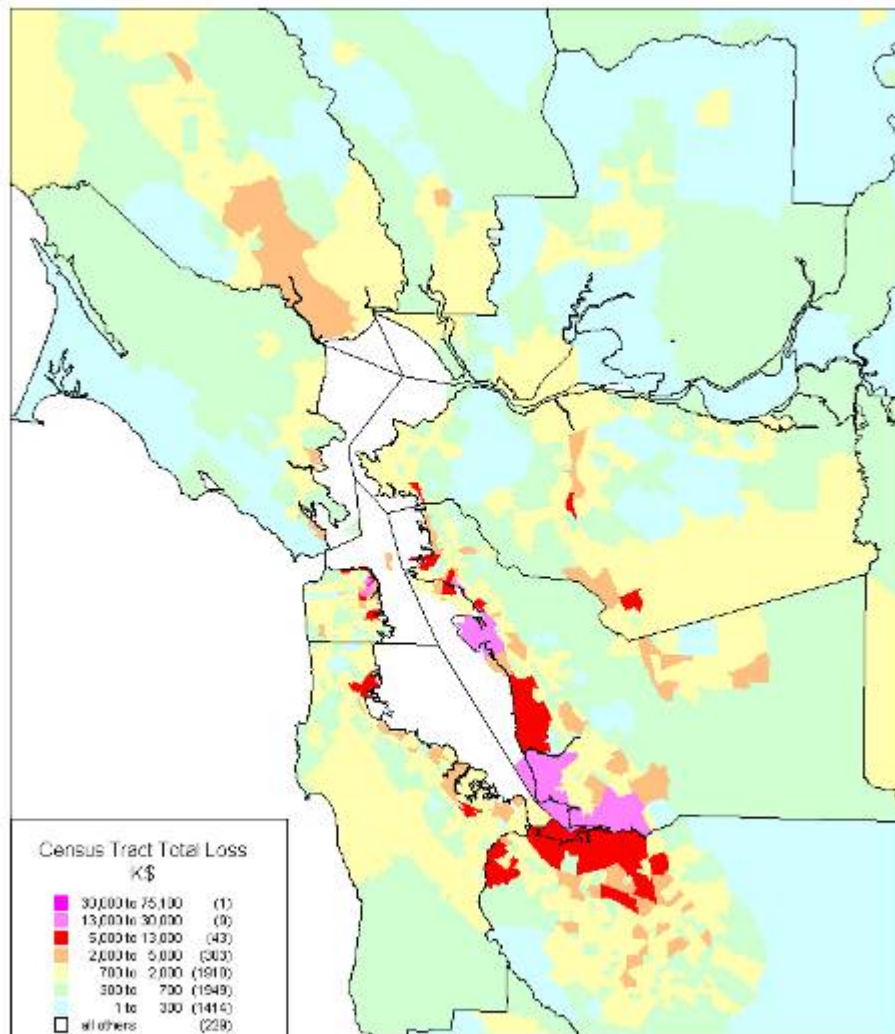 Census Tract Total Loss
K$
30,000 to 75,100 (1)
13,000 to 30,000 (9)
5,000 to 13,000 (43)
2,000 to 5,000 (303)
700 to 2,000 (1910)
300 to 700 (1949)
1 to 300 (1414)
all others (239)